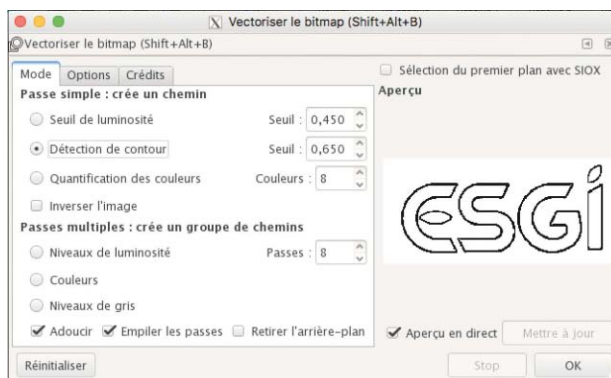 Vectoriser le bitmap (Shift+Alt+B)
Vectoriser le bitmap (Shift+Alt+B)
Mode Options Crédits
Sélection du premier plan avec SIOX
Passe simple : crée un chemin
Aperçu
Seuil de luminosité Seuil : 0,450
Détection de contour Seuil : 0,650
Quantification des couleurs Couleurs : 8
Inverser l'image
ESGi
Passes multiples : crée un groupe de chemins
Niveaux de luminosité Passes : 8
Couleurs
Niveaux de gris
Adoucir Empiler les passes Retirer l'arrière-plan
Aperçu en direct Mettre à jour
Réinitialiser Stop OK